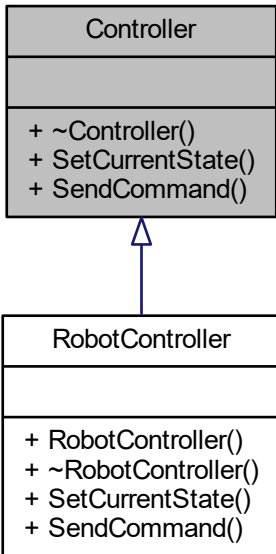 Controller
+ ~Controller()
+ SetCurrentState()
+ SendCommand()
RobotController
+ RobotController()
+ ~RobotController()
+ SetCurrentState()
+ SendCommand()